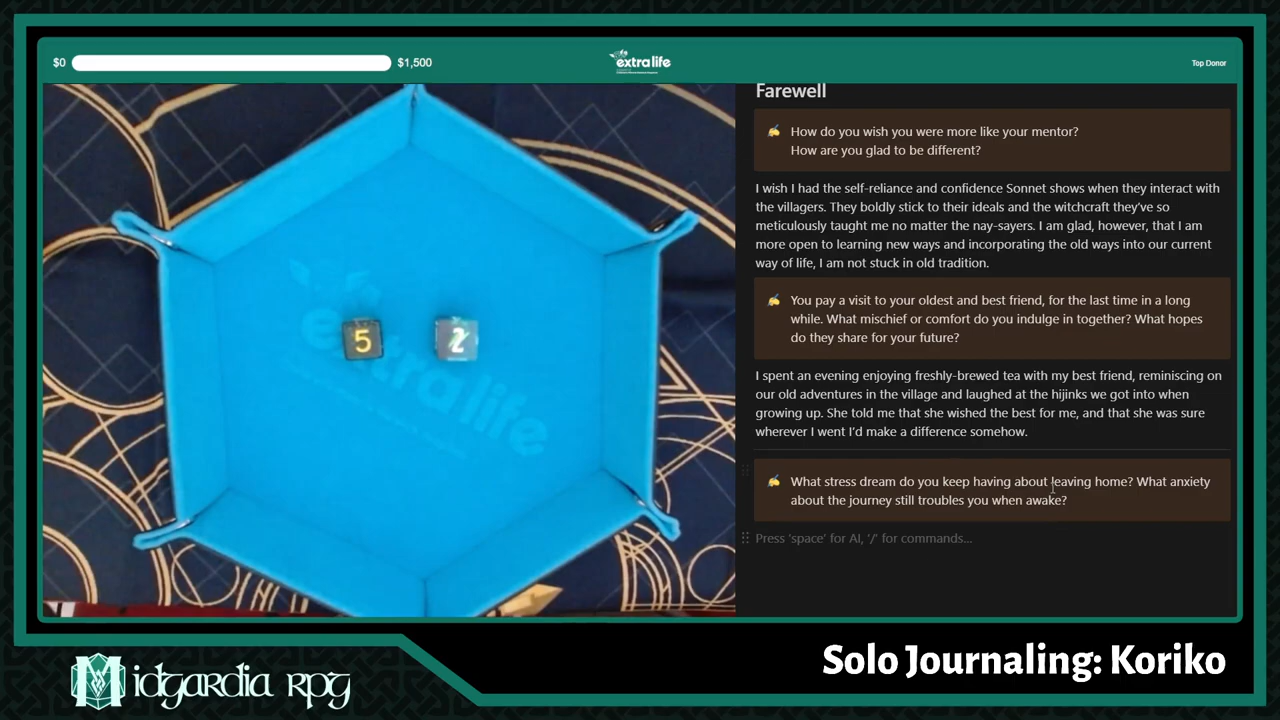 $0
$1,500
extra life
Top Donor
Farewell
How do you wish you were more like your mentor?
How are you glad to be different?
I wish I had the self-reliance and confidence Sonnet shows when they interact with
the villagers. They boldly stick to their ideals and the witchcraft they've so
meticulously taught me no matter the nay-sayers. I am glad, however, that I am
more open to learning new ways and incorporating the old ways into our current
way of life, I am not stuck in old tradition.
You pay a visit to your oldest and best friend, for the last time in a long
while. What mischief or comfort do you indulge in together? What hopes
do they share for your future?
I spent an evening enjoying freshly-brewed tea with my best friend, reminiscing on
our old adventures in the village and laughed at the hijinks we got into when
growing up. She told me that she wished the best for me, and that she was sure
wherever I went I'd make a difference somehow.
What stress dream do you keep having about leaving home? What anxiety
about the journey still troubles you when awake?
Press 'space' for AI, '/' for commands...
5
2
extralife
Solo Journaling: Koriko
Midgardia RPG